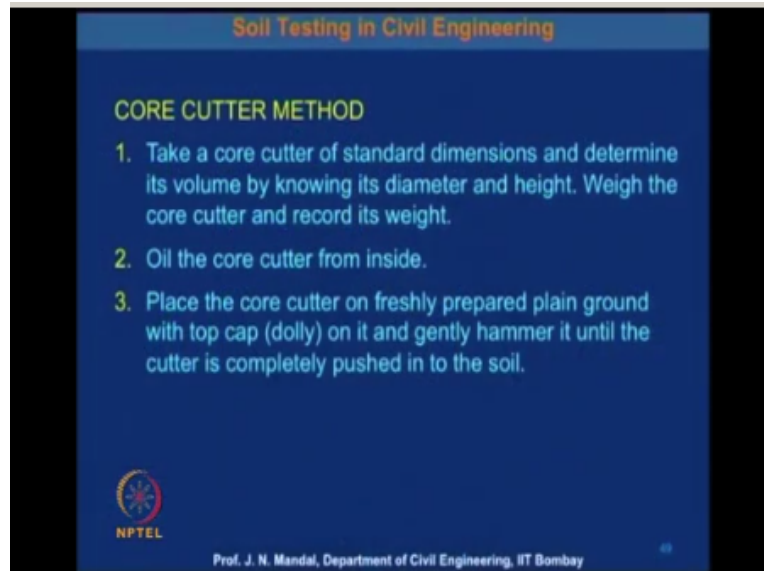 Soil Testing in Civil Engineering
CORE CUTTER METHOD
1. Take a core cutter of standard dimensions and determine
its volume by knowing its diameter and height. Weigh the
core cutter and record its weight.
2. Oil the core cutter from inside.
3. Place the core cutter on freshly prepared plain ground
with top cap (dolly) on it and gently hammer it until the
cutter is completely pushed in to the soil.
NPTEL
Prof. J. N. Mandal, Department of Civil Engineering, IIT Bombay